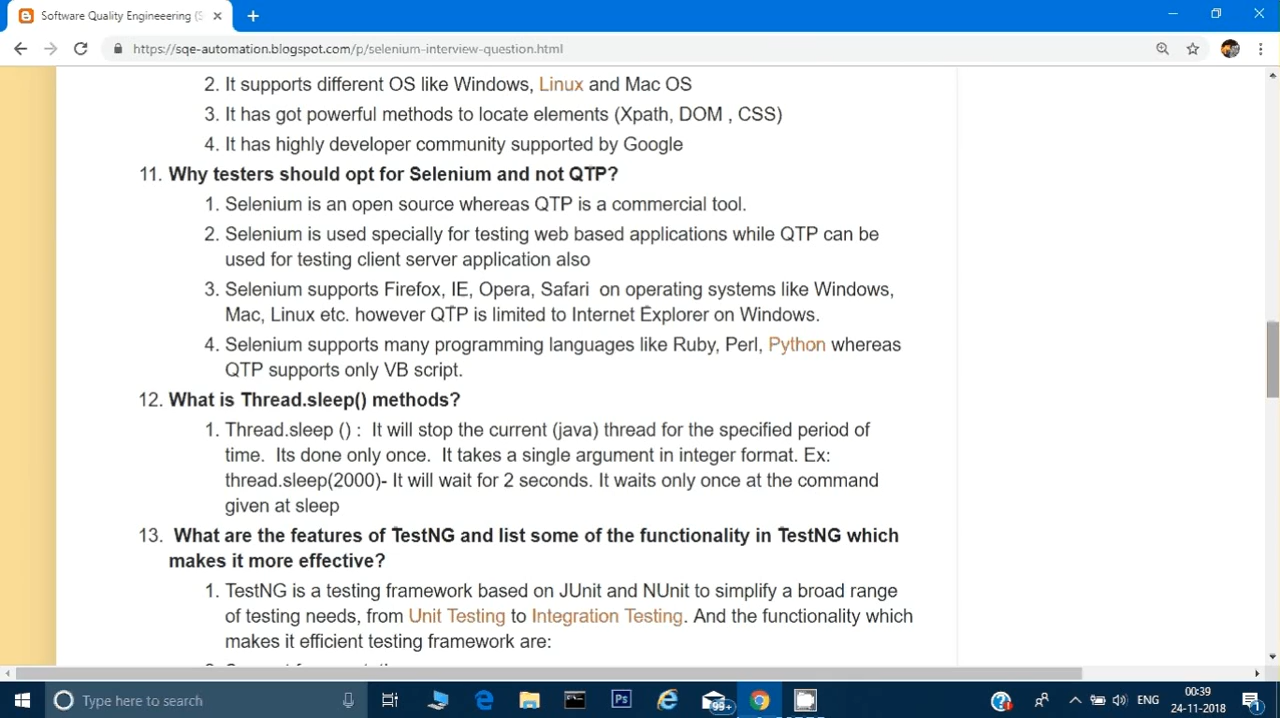 Software Quality Engineeering (S
https://sqe-automation.blogspot.com/p/selenium-interview-question.html
2. It supports different OS like Windows, Linux and Mac OS
3. It has got powerful methods to locate elements (Xpath, DOM , CSS)
4. It has highly developer community supported by Google
11. Why testers should opt for Selenium and not QTP?
1. Selenium is an open source whereas QTP is a commercial tool.
2. Selenium is used specially for testing web based applications while QTP can be
used for testing client server application also
3. Selenium supports Firefox, IE, Opera, Safari on operating systems like Windows,
Mac, Linux etc. however QTP is limited to Internet Explorer on Windows.
4. Selenium supports many programming languages like Ruby, Perl, Python whereas
QTP supports only VB script.
12. What is Thread.sleep() methods?
1. Thread.sleep () : It will stop the current (java) thread for the specified period of
time. Its done only once. It takes a single argument in integer format. Ex:
thread.sleep(2000)- It will wait for 2 seconds. It waits only once at the command
given at sleep
13. What are the features of TestNG and list some of the functionality in TestNG which
makes it more effective?
1. TestNG is a testing framework based on JUnit and NUnit to simplify a broad range
of testing needs, from Unit Testing to Integration Testing. And the functionality which
makes it efficient testing framework are:
Type here to search
Ps
99+
ENG
00:39
24-11-2018
1